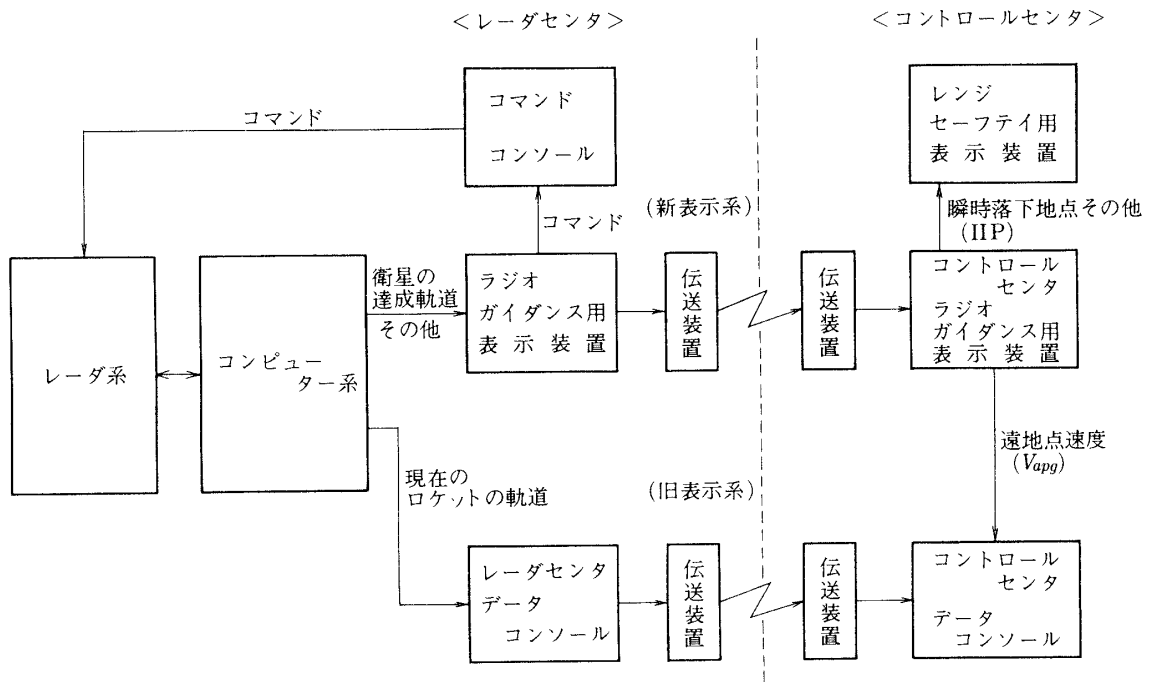 ＜レーダセンタ＞
＜コントロールセンタ＞
コマンド
コンソール
レンジ
セーフテイ用
表示装置
コマンド
コマンド
(新表示系)
瞬時落下地点その他
(IIP)
レーダ系
コンピュー
ター系
衛星の
達成軌道
その他
ラジオ
ガイダンス用
表示装置
伝送装置
伝送装置
コントロール
センタ
ラジオ
ガイダンス用
表示装置
遠地点速度
(Vapg)
現在の
ロケットの軌道
(旧表示系)
レーダセンタ
データ
コンソール
伝送装置
伝送装置
コントロール
センタ
データ
コンソール